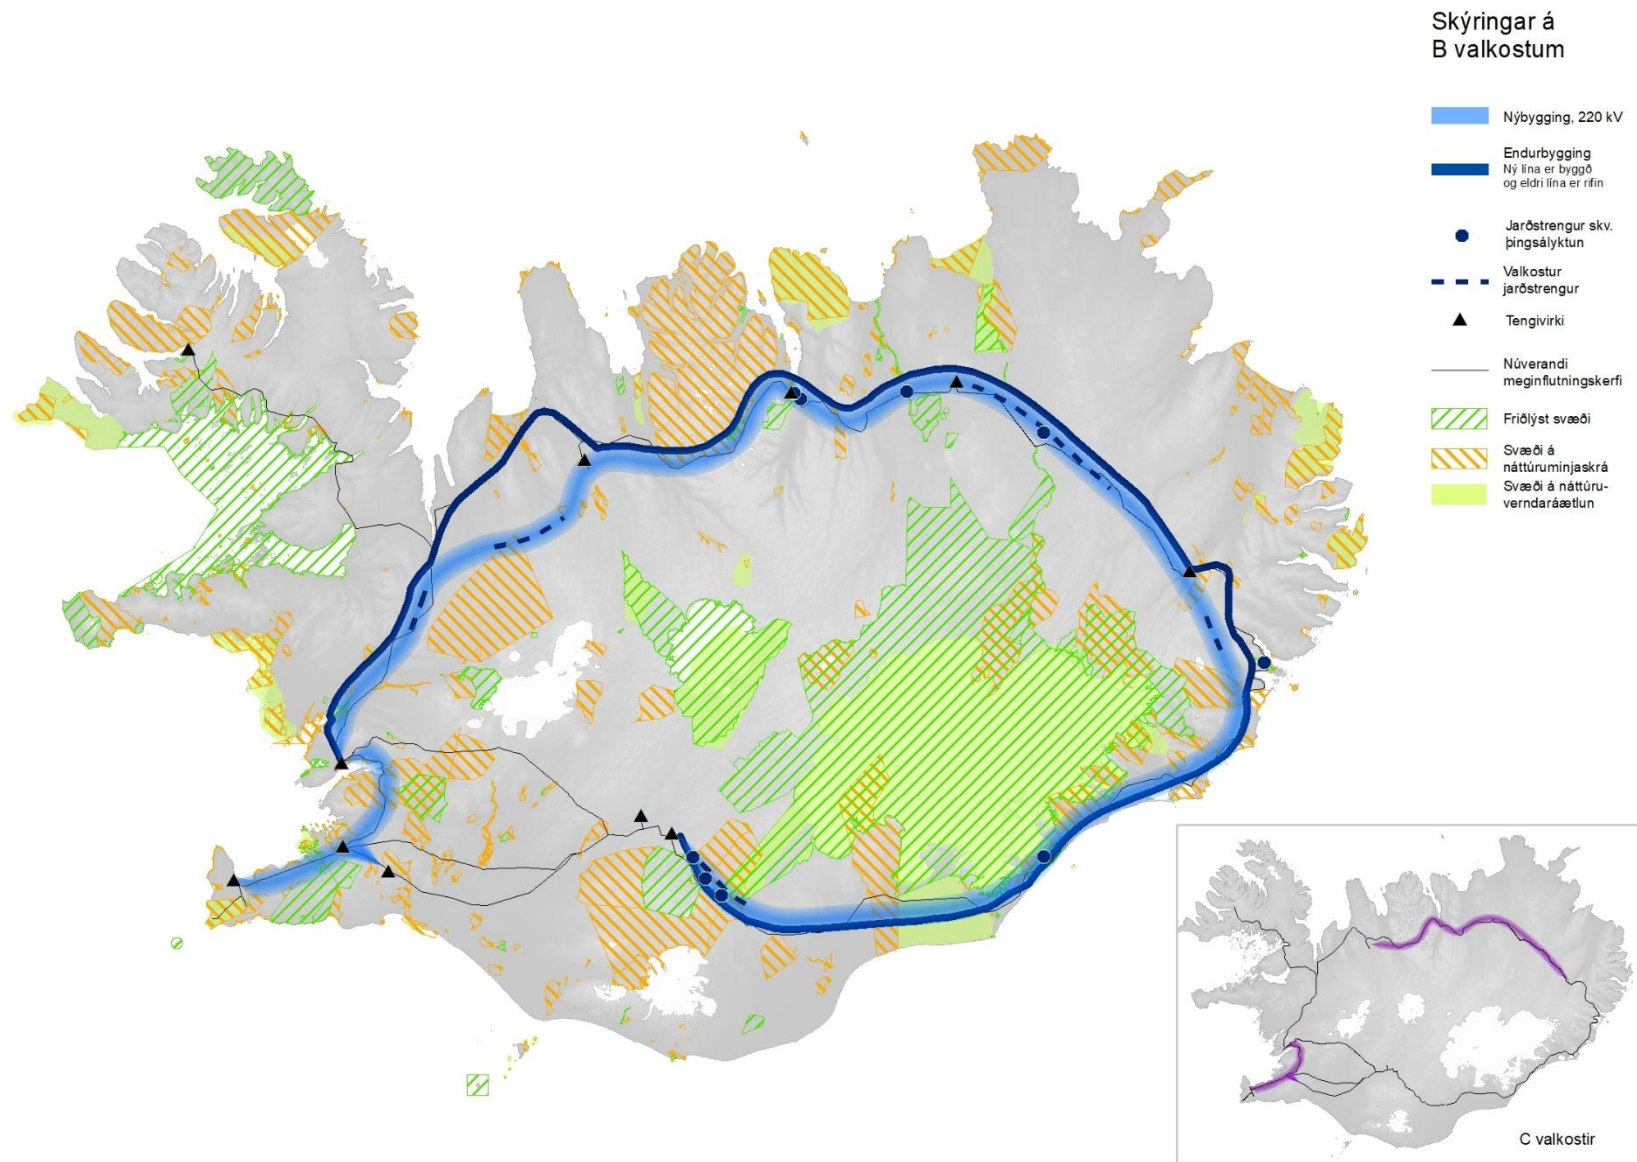 Skýringar á
B valkostum
Nýbygging, 220 kV
Endurbygging
Ný lína er byggð
og eldri lína er rifin
Jarðstrengur skv.
þingsályktun
Valkostur
jarðstrengur
Tengivirki
Núverandi
meginflutningskerfi
Friðlýst svæði
Svæði á
náttúruminjaskrá
Svæði á náttúru-
verndaráætlun
C valkostir